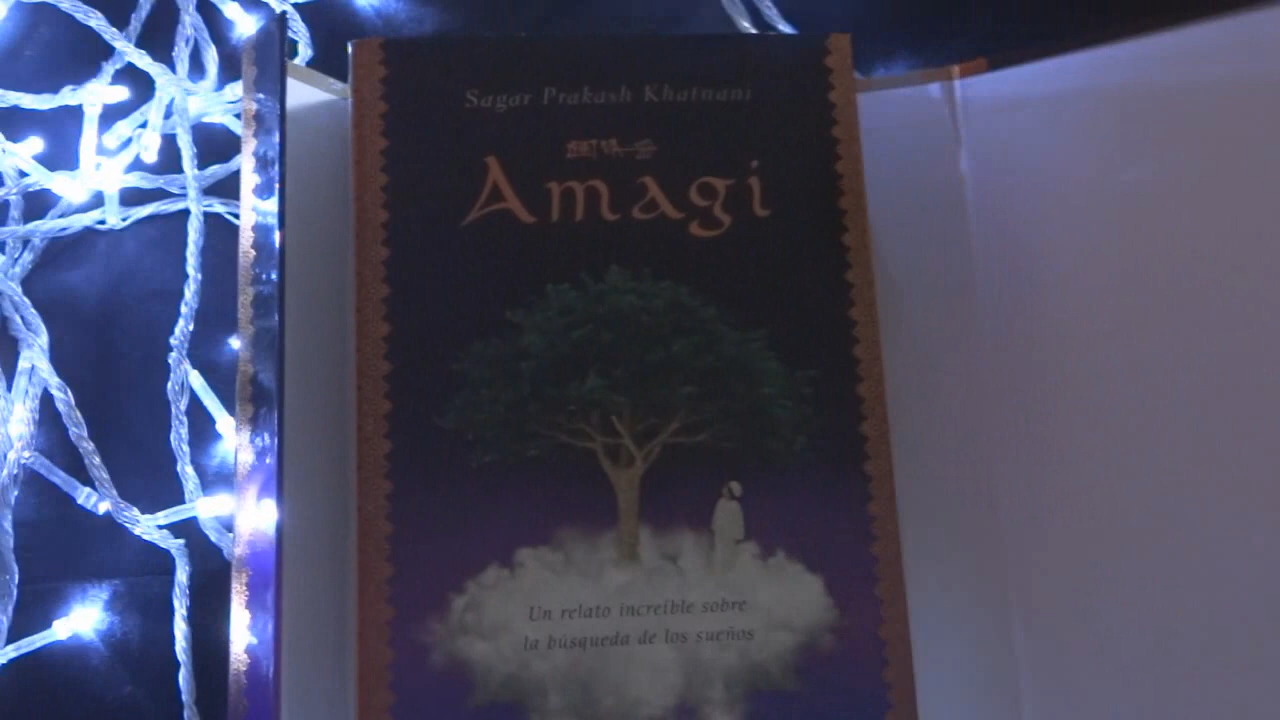 Sagar Prakash Khatnani
Amagi
Un relato increíble sobre
la búsqueda de los sueños